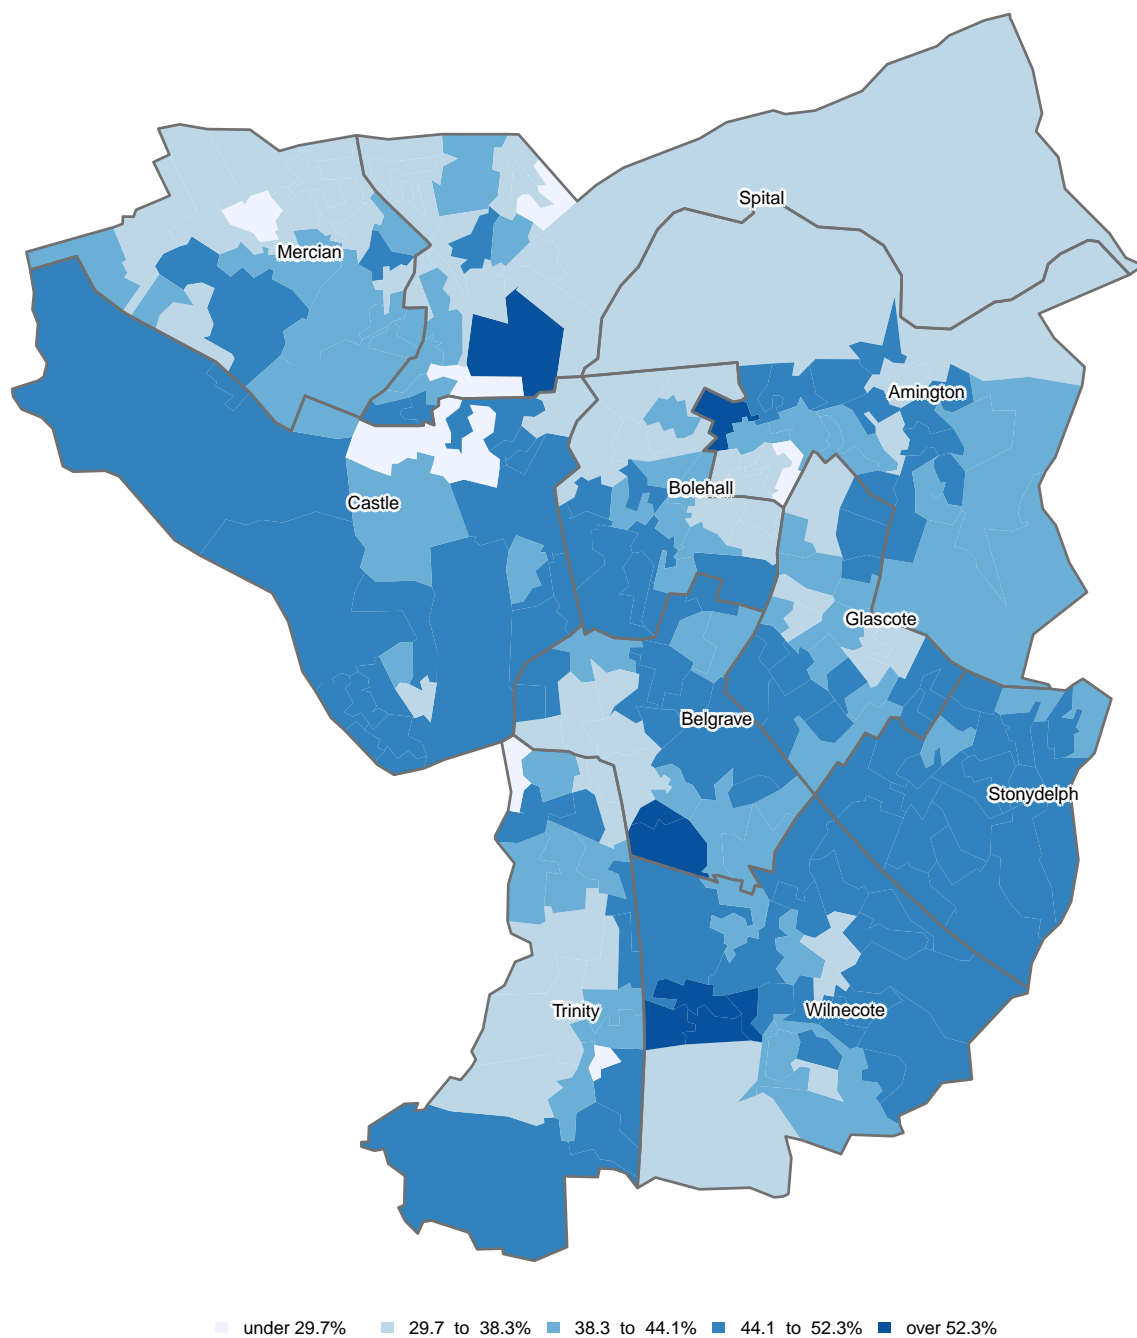 Spital
Mercian
Amington
Bolehall
Castle
Glascote
Belgrave
Stonydelph
Trinity
Wilnecote
under 29.7% 29.7 to 38.3% 38.3 to 44.1% 44.1 to 52.3% over 52.3%